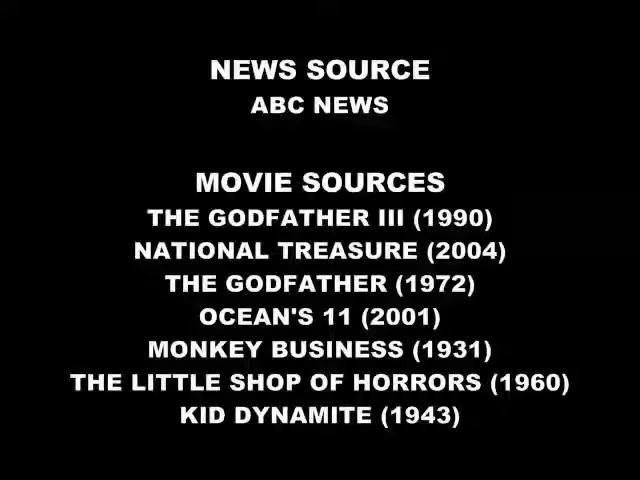 NEWS SOURCE
ABC NEWS
MOVIE SOURCES
THE GODFATHER III (1990)
NATIONAL TREASURE (2004)
THE GODFATHER (1972)
OCEAN'S 11 (2001)
MONKEY BUSINESS (1931)
THE LITTLE SHOP OF HORRORS (1960)
KID DYNAMITE (1943)